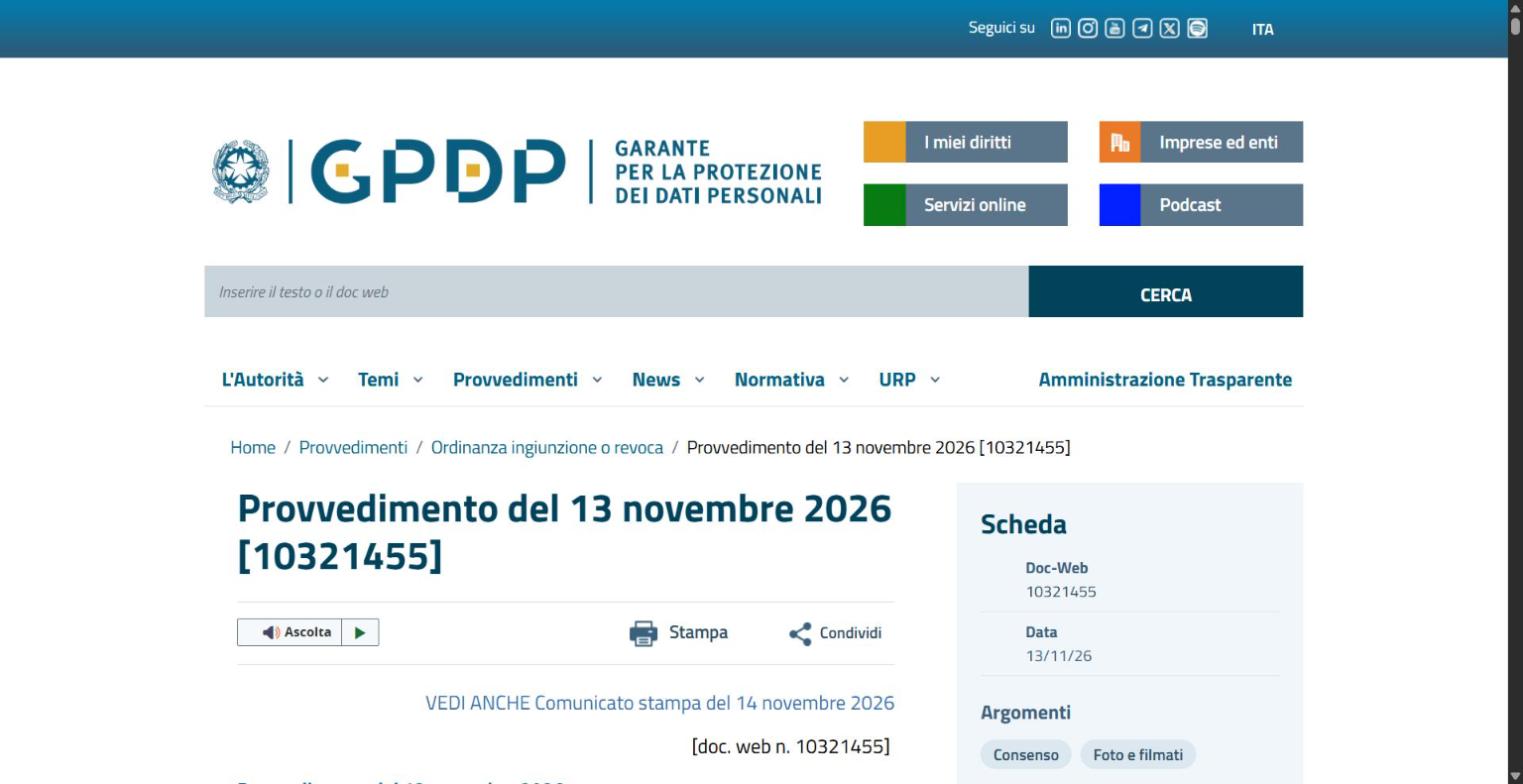 Seguici su
ITA
GPDP
GARANTE
PER LA PROTEZIONE
DEI DATI PERSONALI
I miei diritti
Imprese ed enti
Servizi online
Podcast
Inserire il testo o il doc web
CERCA
L'Autorità
Temi
Provvedimenti
News
Normativa
URP
Amministrazione Trasparente
Home / Provvedimenti / Ordinanza ingiunzione o revoca / Provvedimento del 13 novembre 2026 [10321455]
Provvedimento del 13 novembre 2026
[10321455]
Ascolta
Stampa
Condividi
VEDI ANCHE Comunicato stampa del 14 novembre 2026
[doc. web n. 10321455]
Scheda
Doc-Web
10321455
Data
13/11/26
Argomenti
Consenso
Foto e filmati